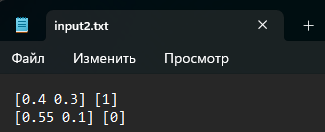 input2.txt
Файл Изменить Просмотр
[0.4 0.3] [1]
[0.55 0.1] [0]